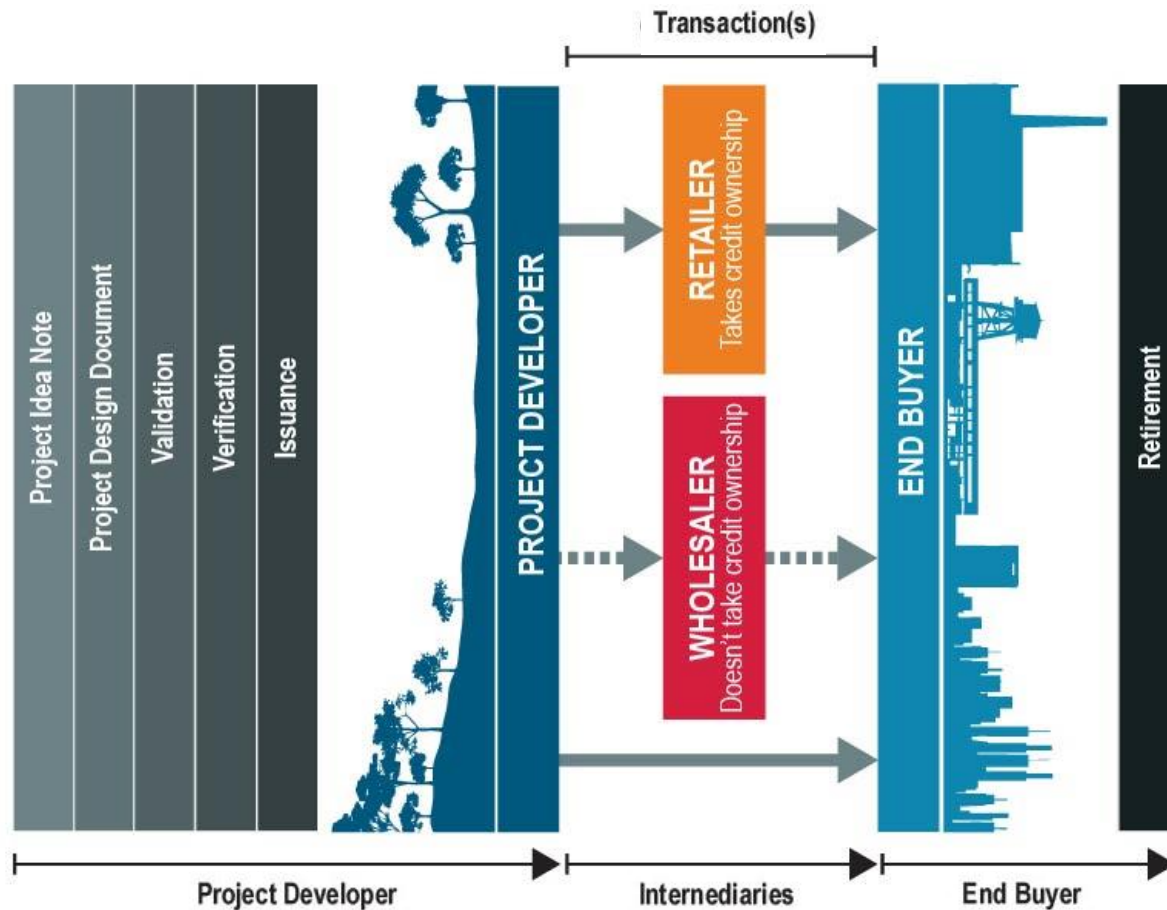 Transaction(s)
Project Idea Note
Project Design Document
Validation
Verification
Issuance
PROJECT DEVELOPER
RETAILER
Takes credit ownership
WHOLESALER
Doesn't take credit ownership
END BUYER
Retirement
Project Developer
Internediaries
End Buyer